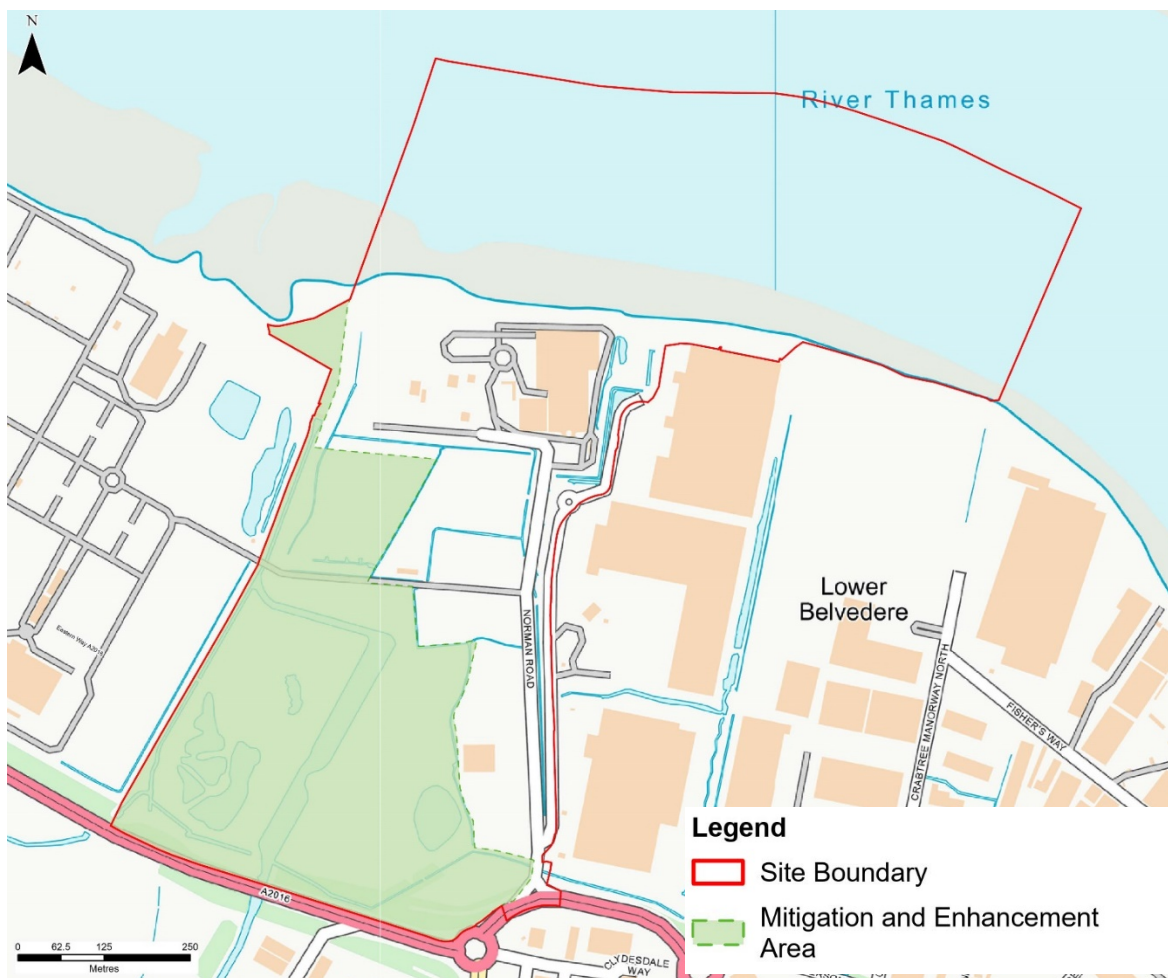 N
River Thames
Lower
Belvedere
Eastern Way A2016
NORMAN ROAD
CRABTREE MANORWAY NORTH
FISHER'S WAY
A2016
CLYDESDALE
WAY
Legend
Site Boundary
Mitigation and Enhancement
Area
0 62.5 125 250
Metres